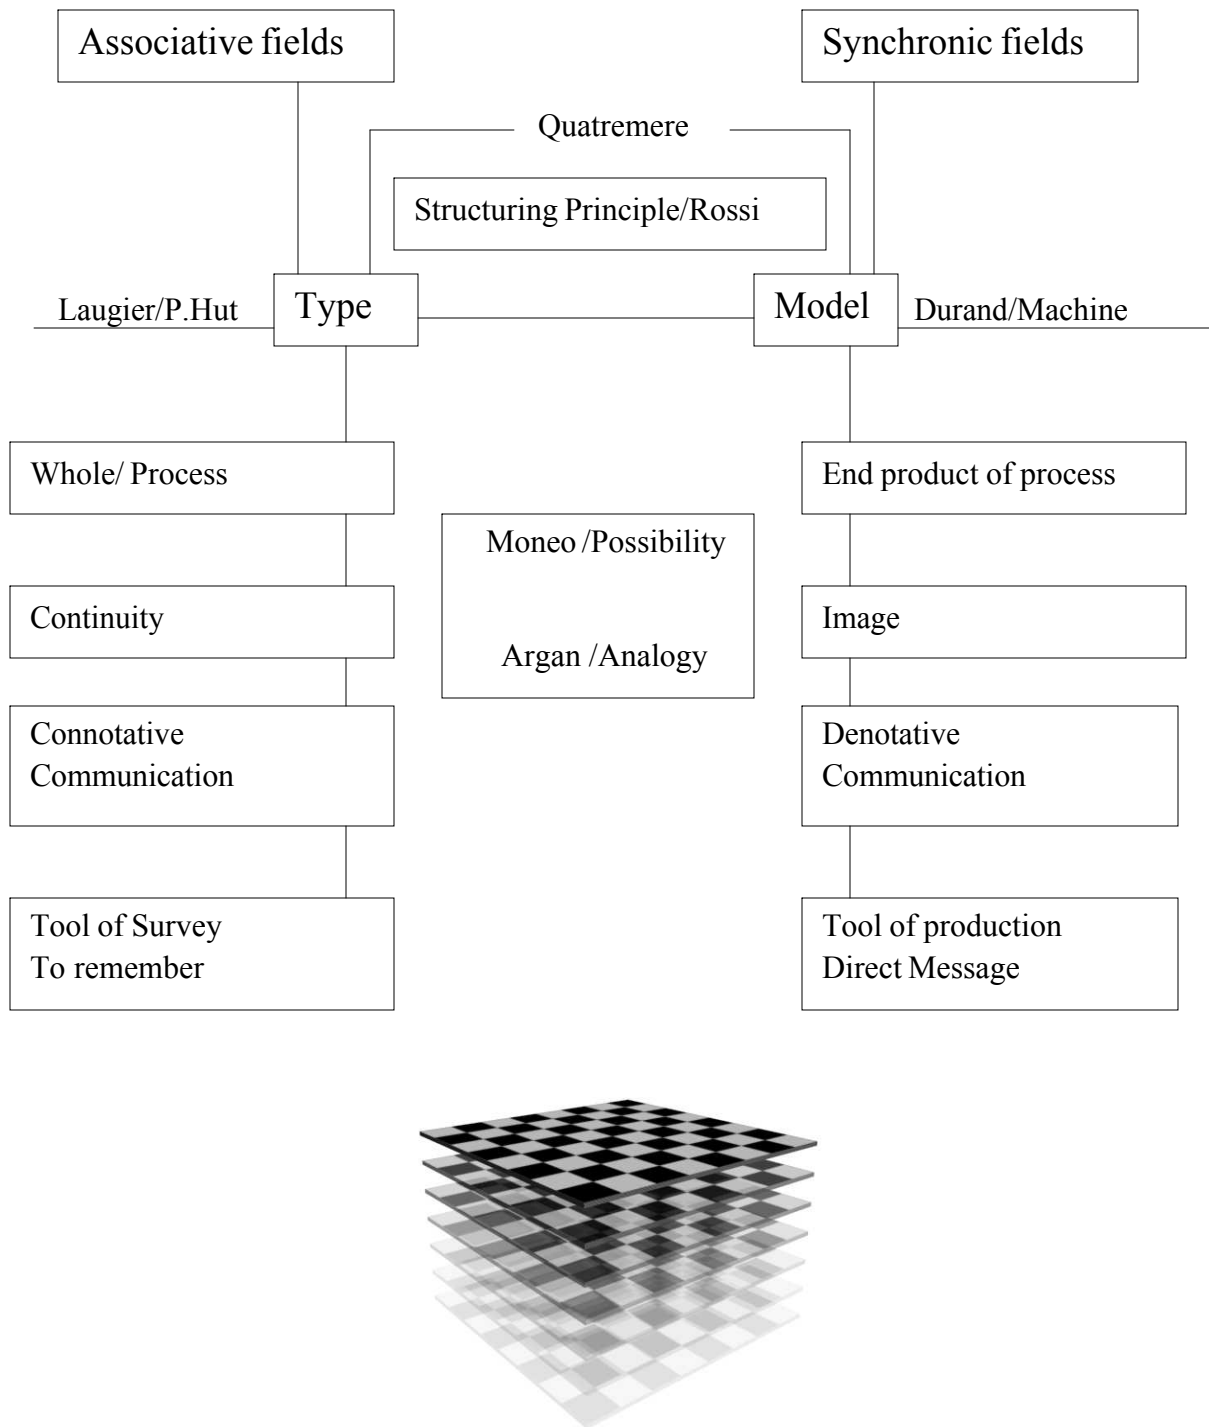 Associative fields
Synchronic fields
Quatremere
Structuring Principle/Rossi
Laugier/P.Hut
Type
Model
Durand/Machine
Whole/ Process
End product of process
Moneo /Possibility
Continuity
Image
Argan /Analogy
Connotative
Communication
Denotative
Communication
Tool of Survey
To remember
Tool of production
Direct Message